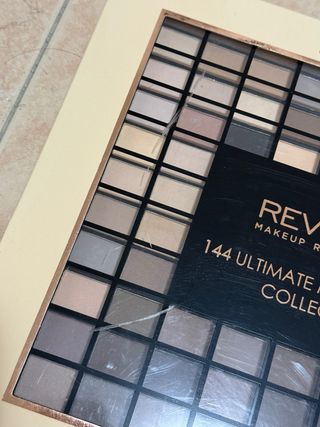 REV
MAKEUP R
144 ULTIMATE
COLLEC